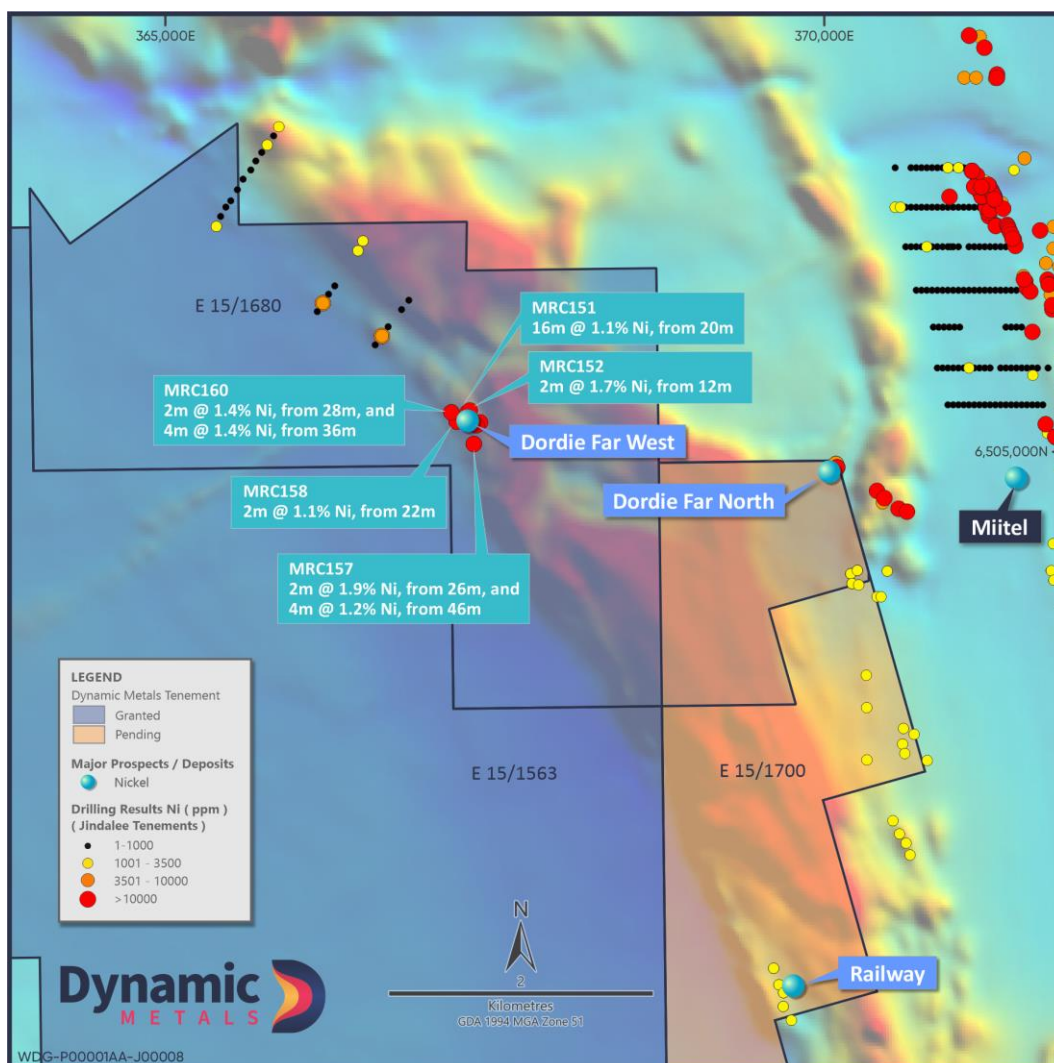 365,000E
370,000E
E 15/1680
MRC151
16m @ 1.1% Ni, from 20m
MRC152
2m @ 1.7% Ni, from 12m
MRC160
2m @ 1.4% Ni, from 28m, and
4m @ 1.4% Ni, from 36m
Dordie Far West
6,505,000N
MRC158
2m @ 1.1% Ni, from 22m
Dordie Far North
Miitel
MRC157
2m @ 1.9% Ni, from 26m, and
4m @ 1.2% Ni, from 46m
LEGEND
Dynamic Metals Tenement
Granted
Pending
Major Prospects / Deposits
Nickel
Drilling Results Ni ( ppm )
( Jindalee Tenements )
1-1000
1001 - 3500
3501 - 10000
>10000
E 15/1563
E 15/1700
N
2
Kilometres
GDA 1994 MGA Zone 51
Railway
Dynamic
METALS
WDG-P00001AA-J00008